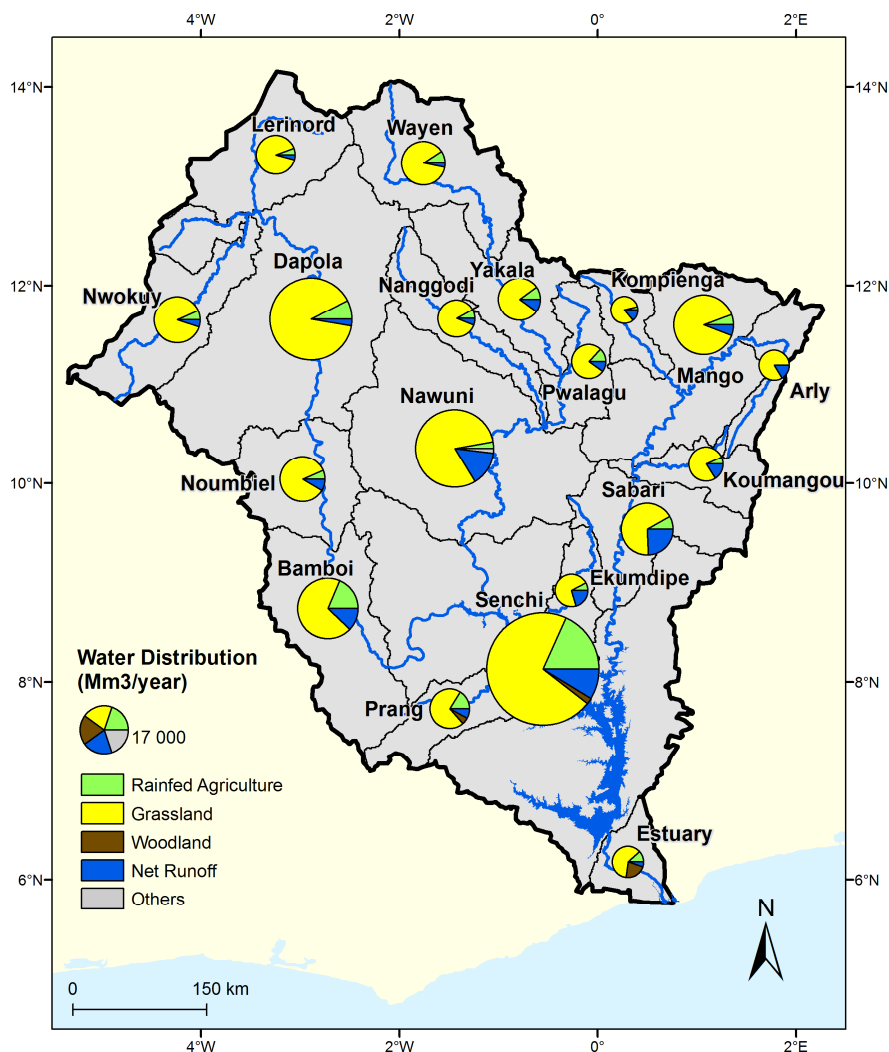 4°W 2°W 0° 2°E
14°N 14°N
Lerinord Wayen
12°N 12°N
Dapola Yakala Kompienga
Nwokuy Nanggodi
Mango
Arly
Nawuni Pwalagu
10°N 10°N
Noumbiel Koumangou
Sabari
Bamboi Ekumdipe
Senchi
8°N 8°N
Water Distribution
(Mm3/year)
Prang
17 000
Rainfed Agriculture
Grassland
Woodland
Net Runoff
Others
Estuary
6°N 6°N
N
0 150 km
4°W 2°W 0° 2°E